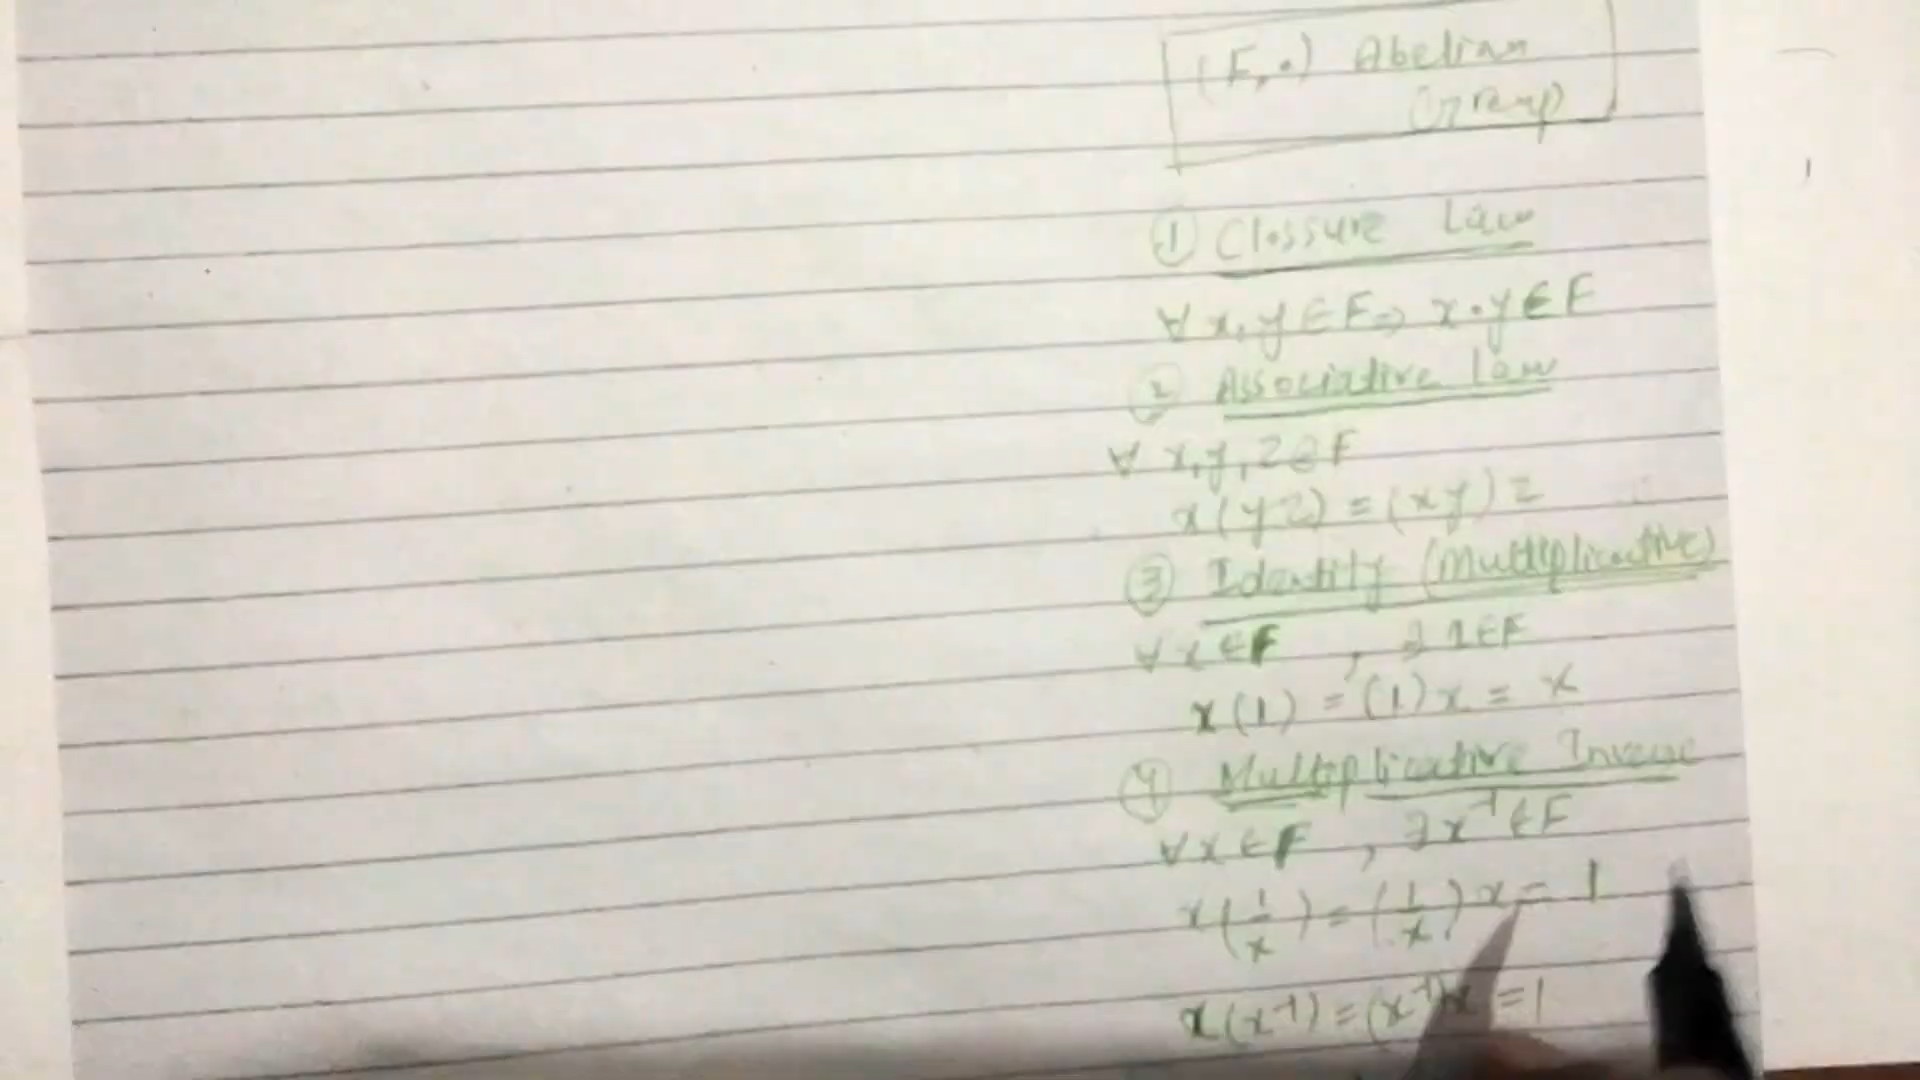 (F, •) Abelian
Group
① Clossure Law
∀ x, y ∈ F ⇒ x • y ∈ F
② Associative law
∀ x, y, z ∈ F
x(yz) = (xy)z
③ Identity (Multiplicative)
∀ x ∈ F , ∃ 1 ∈ F
x(1) = (1)x = x
④ Multiplicative Inverse
∀ x ∈ F , ∃ x⁻¹ ∈ F
x(1/x) = (1/x)x = 1
x(x⁻¹) = (x⁻¹)x = 1